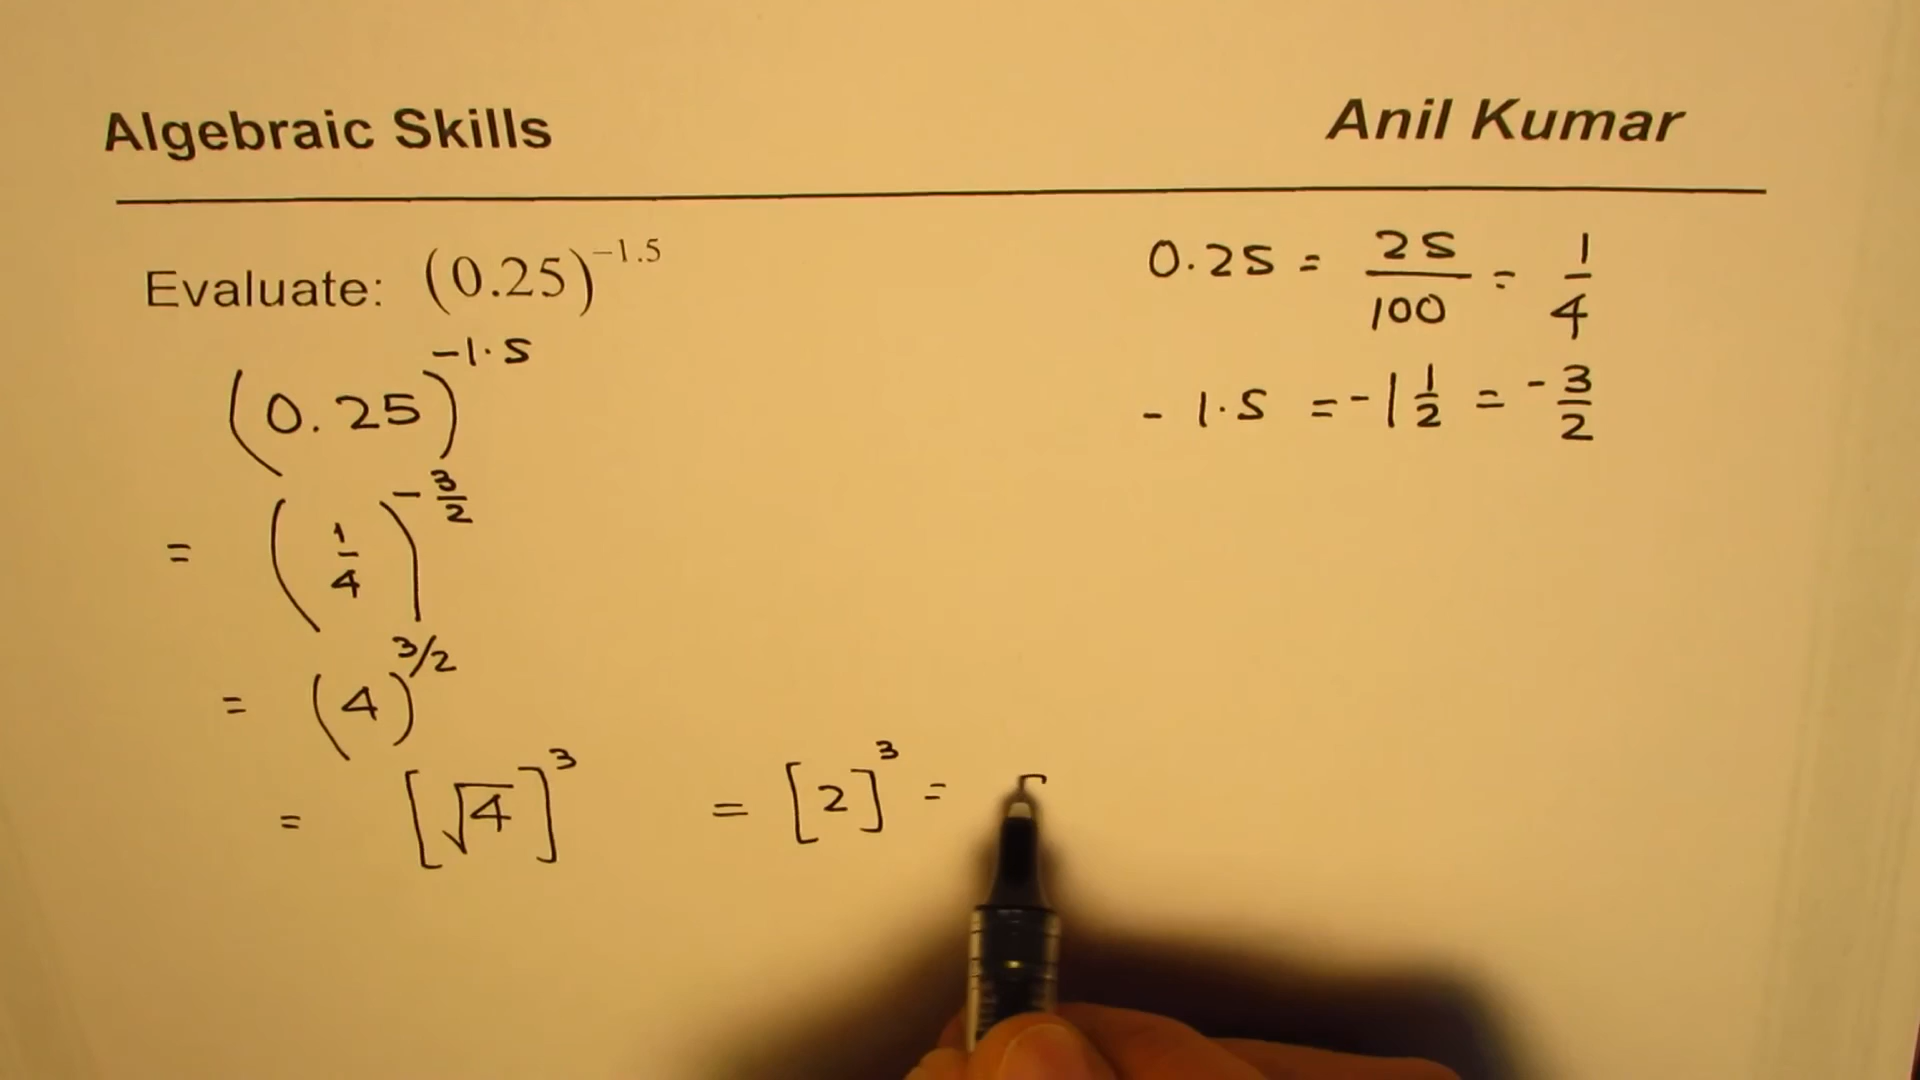 Algebraic Skills
Anil Kumar
Evaluate: (0.25)^−1.5
(0.25)^-1.5
= (1/4)^-3/2
= (4)^3/2
= [√4]^3 = [2]^3 =
0.25 = 25/100 = 1/4
-1.5 = -1 1/2 = -3/2